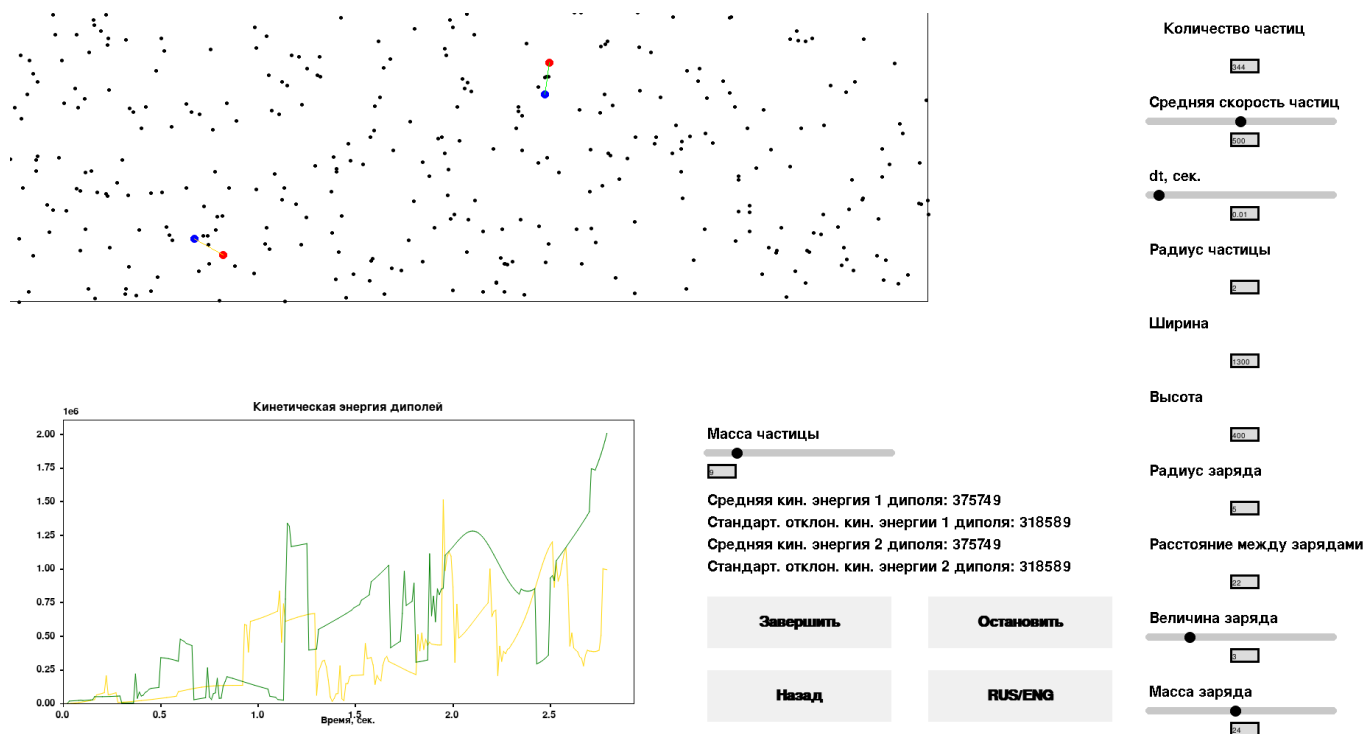 Количество частиц
344
Средняя скорость частиц
500
dt, сек.
0.01
Радиус частицы
2
Ширина
1300
Высота
400
Радиус заряда
5
Расстояние между зарядами
22
Величина заряда
3
Масса заряда
24
Кинетическая энергия диполей
1e6
2.00
1.75
1.50
1.25
1.00
0.75
0.50
0.25
0.00
0.0 0.5 1.0 1.5 2.0 2.5
Время, сек.
Масса частицы
9
Средняя кин. энергия 1 диполя: 375749
Стандарт. отклон. кин. энергии 1 диполя: 318589
Средняя кин. энергия 2 диполя: 375749
Стандарт. отклон. кин. энергии 2 диполя: 318589
Завершить Остановить
Назад RUS/ENG